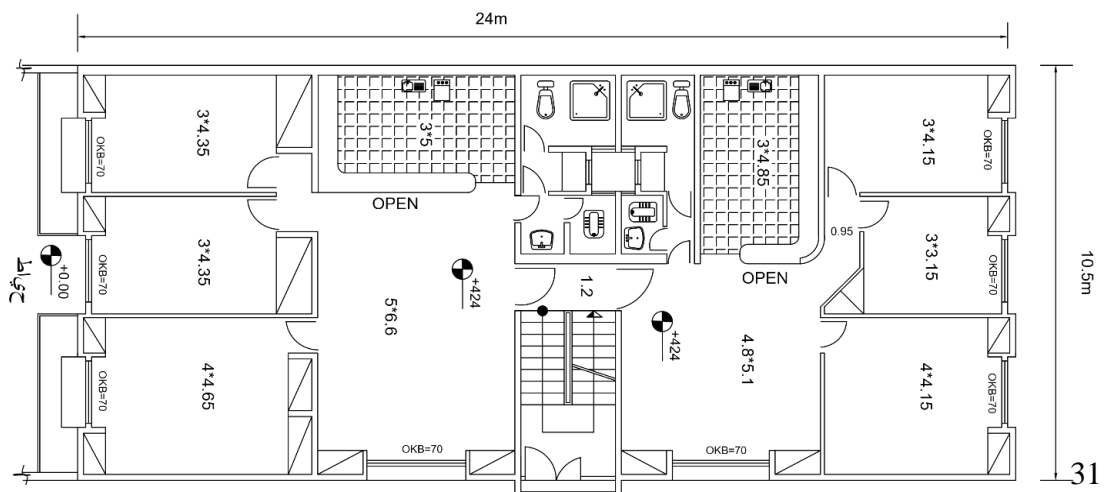 24m
3*4.35
OKB=70
3*5
OPEN
3*4.85
3*4.15
OKB=70
حياط
+0.00
3*4.35
OKB=70
+424
5*6.6
1.2
+424
OPEN
0.95
3*3.15
OKB=70
10.5m
4*4.65
OKB=70
4.8*5.1
4*4.15
OKB=70
OKB=70
OKB=70
31